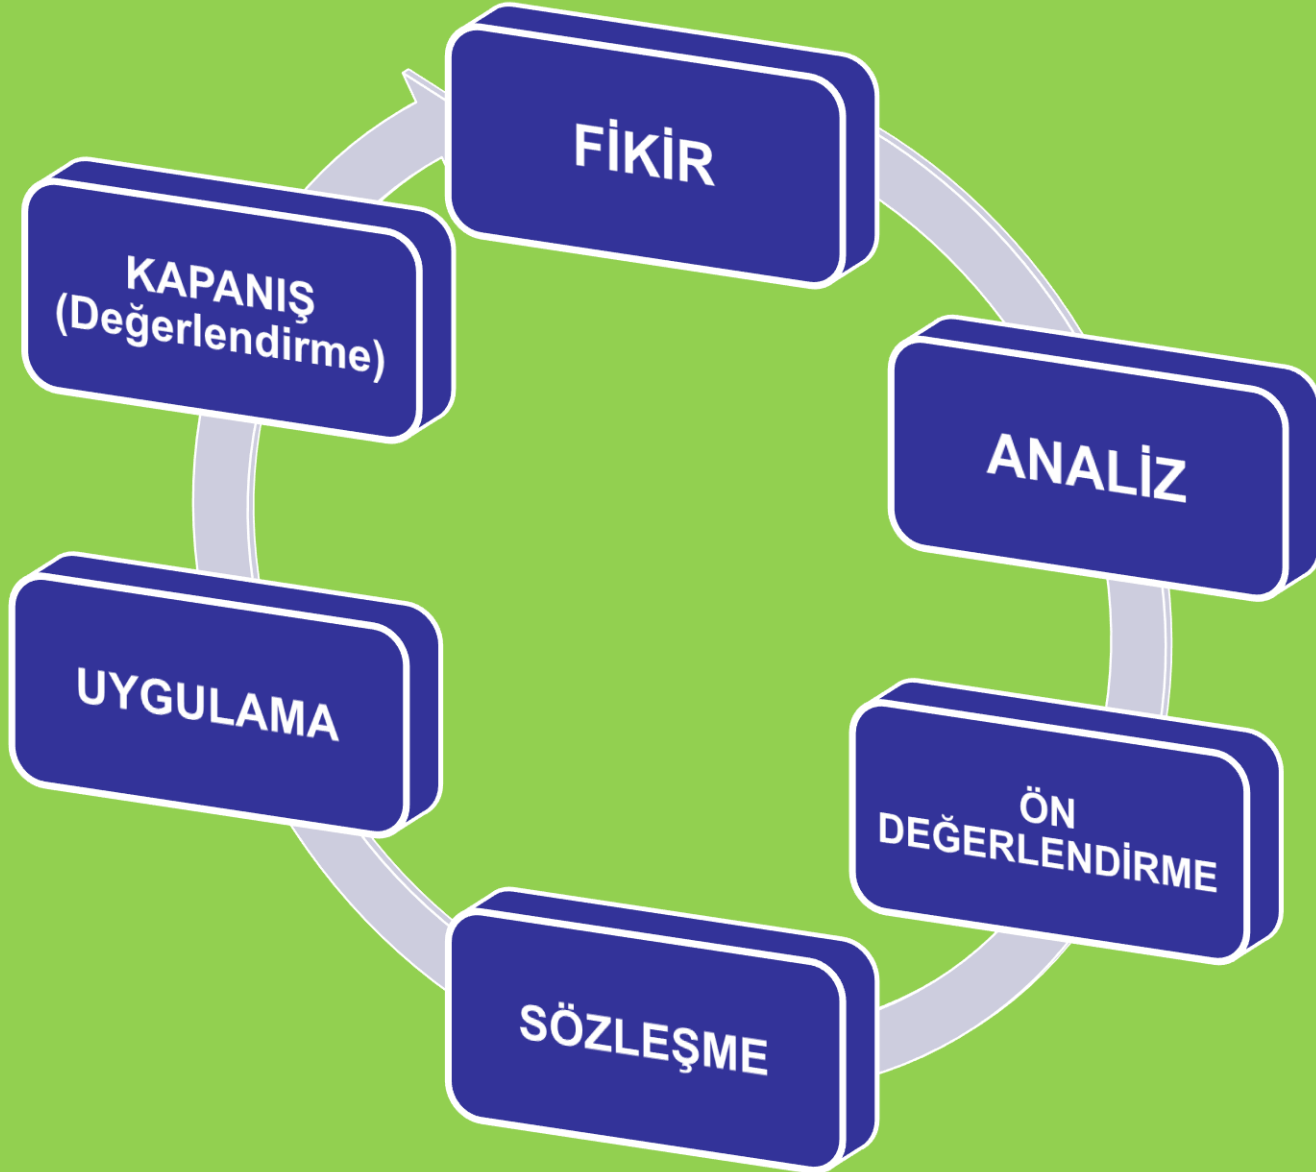 FİKİR
ANALİZ
ÖN
DEĞERLENDİRME
SÖZLEŞME
UYGULAMA
KAPANIŞ
(Değerlendirme)